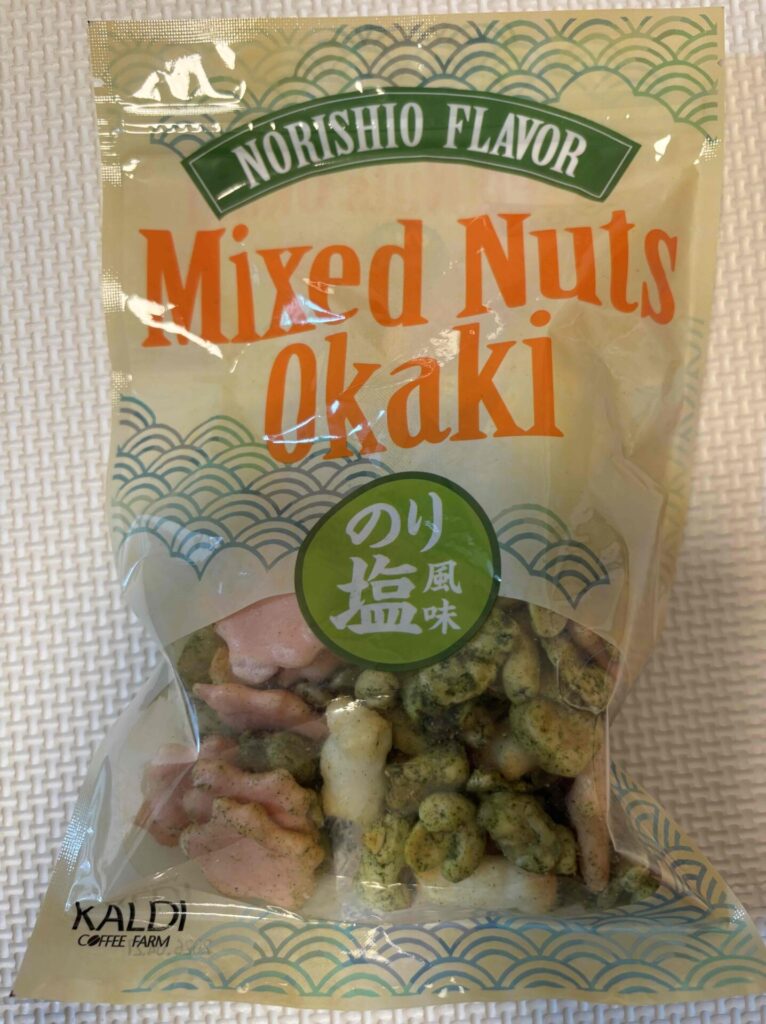 NORISHIO FLAVOR
Mixed Nuts
Okaki
のり
塩風味
KALDI
COFFEE FARM